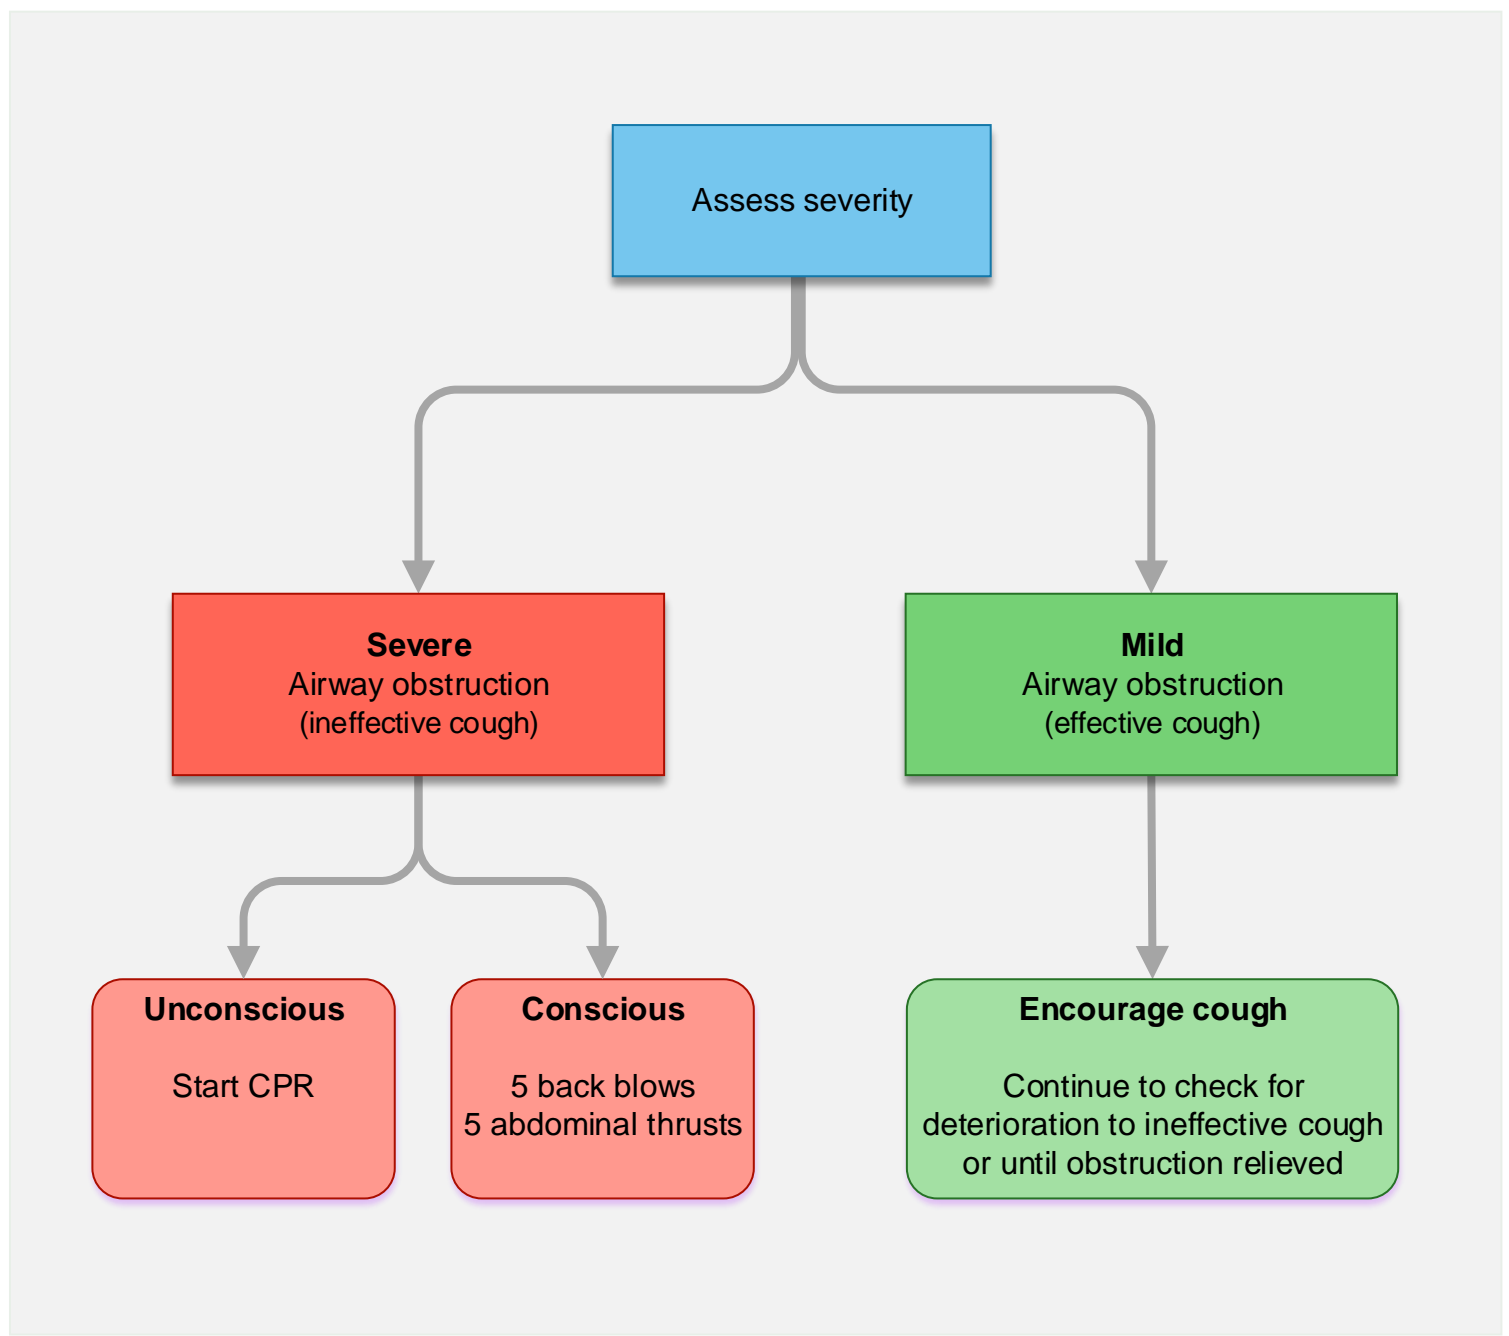 Assess severity
Severe
Airway obstruction
(ineffective cough)
Mild
Airway obstruction
(effective cough)
Unconscious
Start CPR
Conscious
5 back blows
5 abdominal thrusts
Encourage cough
Continue to check for
deterioration to ineffective cough
or until obstruction relieved